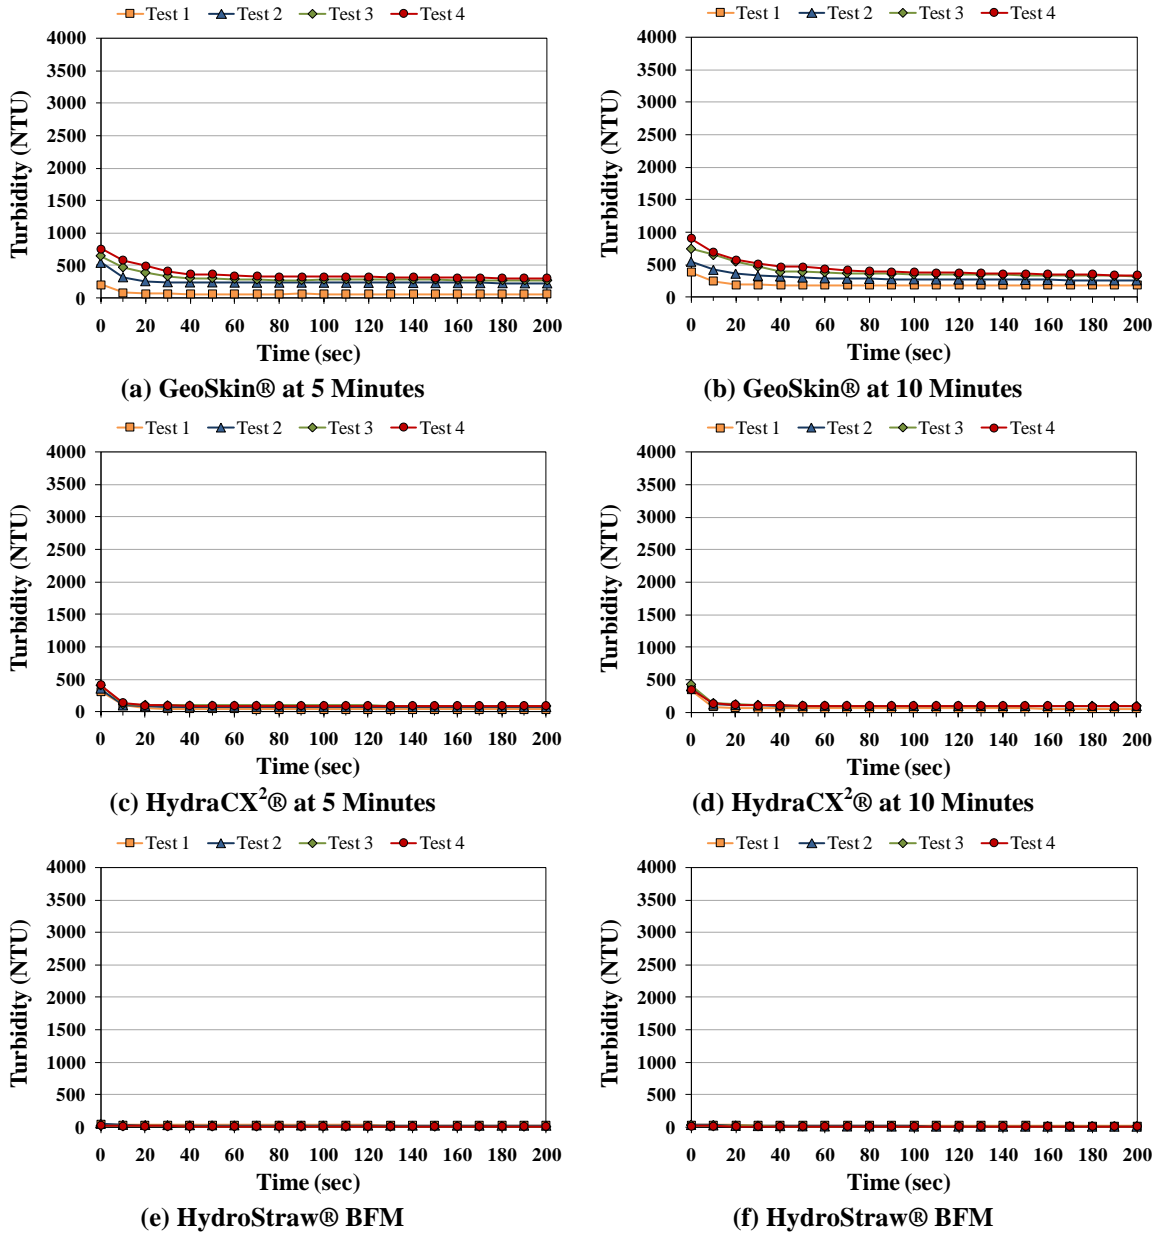 Test 1 Test 2 Test 3 Test 4
4000
3500
3000
2500
2000
1500
1000
500
0
Turbidity (NTU)
0 20 40 60 80 100 120 140 160 180 200
Time (sec)
(a) GeoSkin® at 5 Minutes
Test 1 Test 2 Test 3 Test 4
4000
3500
3000
2500
2000
1500
1000
500
0
Turbidity (NTU)
0 20 40 60 80 100 120 140 160 180 200
Time (sec)
(b) GeoSkin® at 10 Minutes
Test 1 Test 2 Test 3 Test 4
4000
3500
3000
2500
2000
1500
1000
500
0
Turbidity (NTU)
0 20 40 60 80 100 120 140 160 180 200
Time (sec)
(c) HydraCX²® at 5 Minutes
Test 1 Test 2 Test 3 Test 4
4000
3500
3000
2500
2000
1500
1000
500
0
Turbidity (NTU)
0 20 40 60 80 100 120 140 160 180 200
Time (sec)
(d) HydraCX²® at 10 Minutes
Test 1 Test 2 Test 3 Test 4
4000
3500
3000
2500
2000
1500
1000
500
0
Turbidity (NTU)
0 20 40 60 80 100 120 140 160 180 200
Time (sec)
(e) HydroStraw® BFM
Test 1 Test 2 Test 3 Test 4
4000
3500
3000
2500
2000
1500
1000
500
0
Turbidity (NTU)
0 20 40 60 80 100 120 140 160 180 200
Time (sec)
(f) HydroStraw® BFM